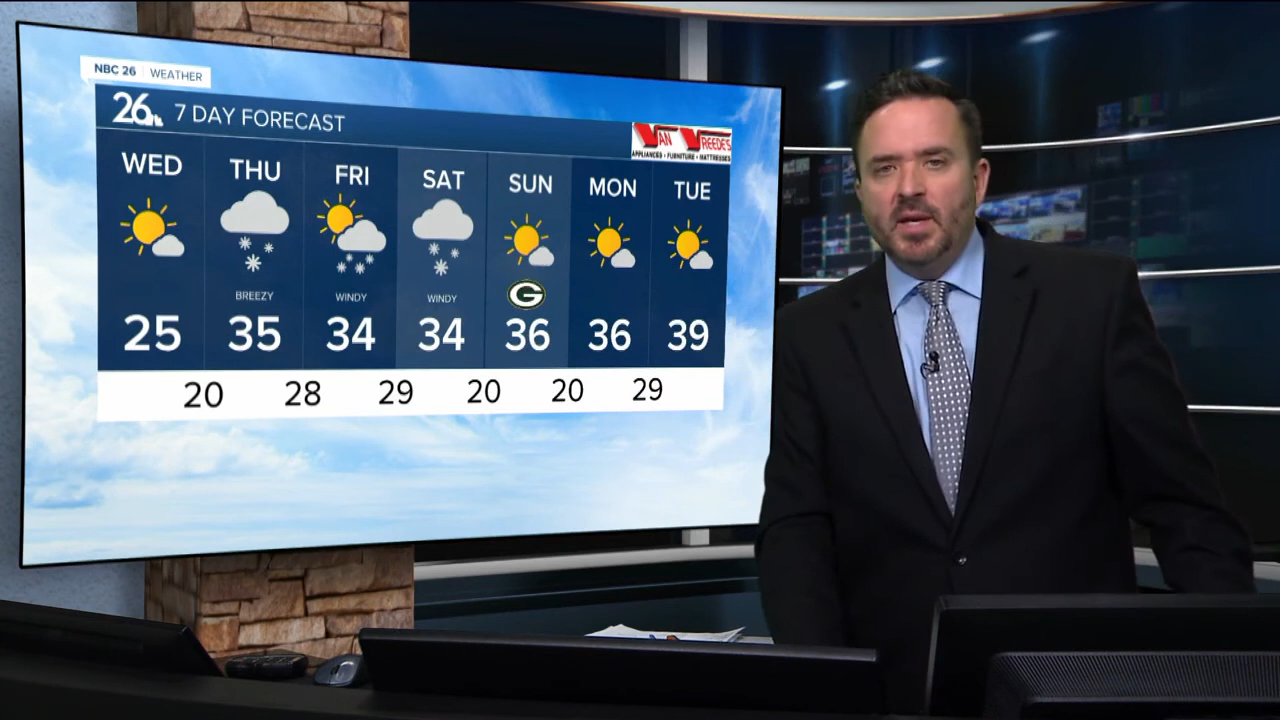 NBC 26 WEATHER
26 7 DAY FORECAST
VAN VREEDE'S
APPLIANCES • FURNITURE • MATTRESSES
WED THU FRI SAT SUN MON TUE
BREEZY WINDY WINDY
G
25 35 34 34 36 36 39
20 28 29 20 20 29